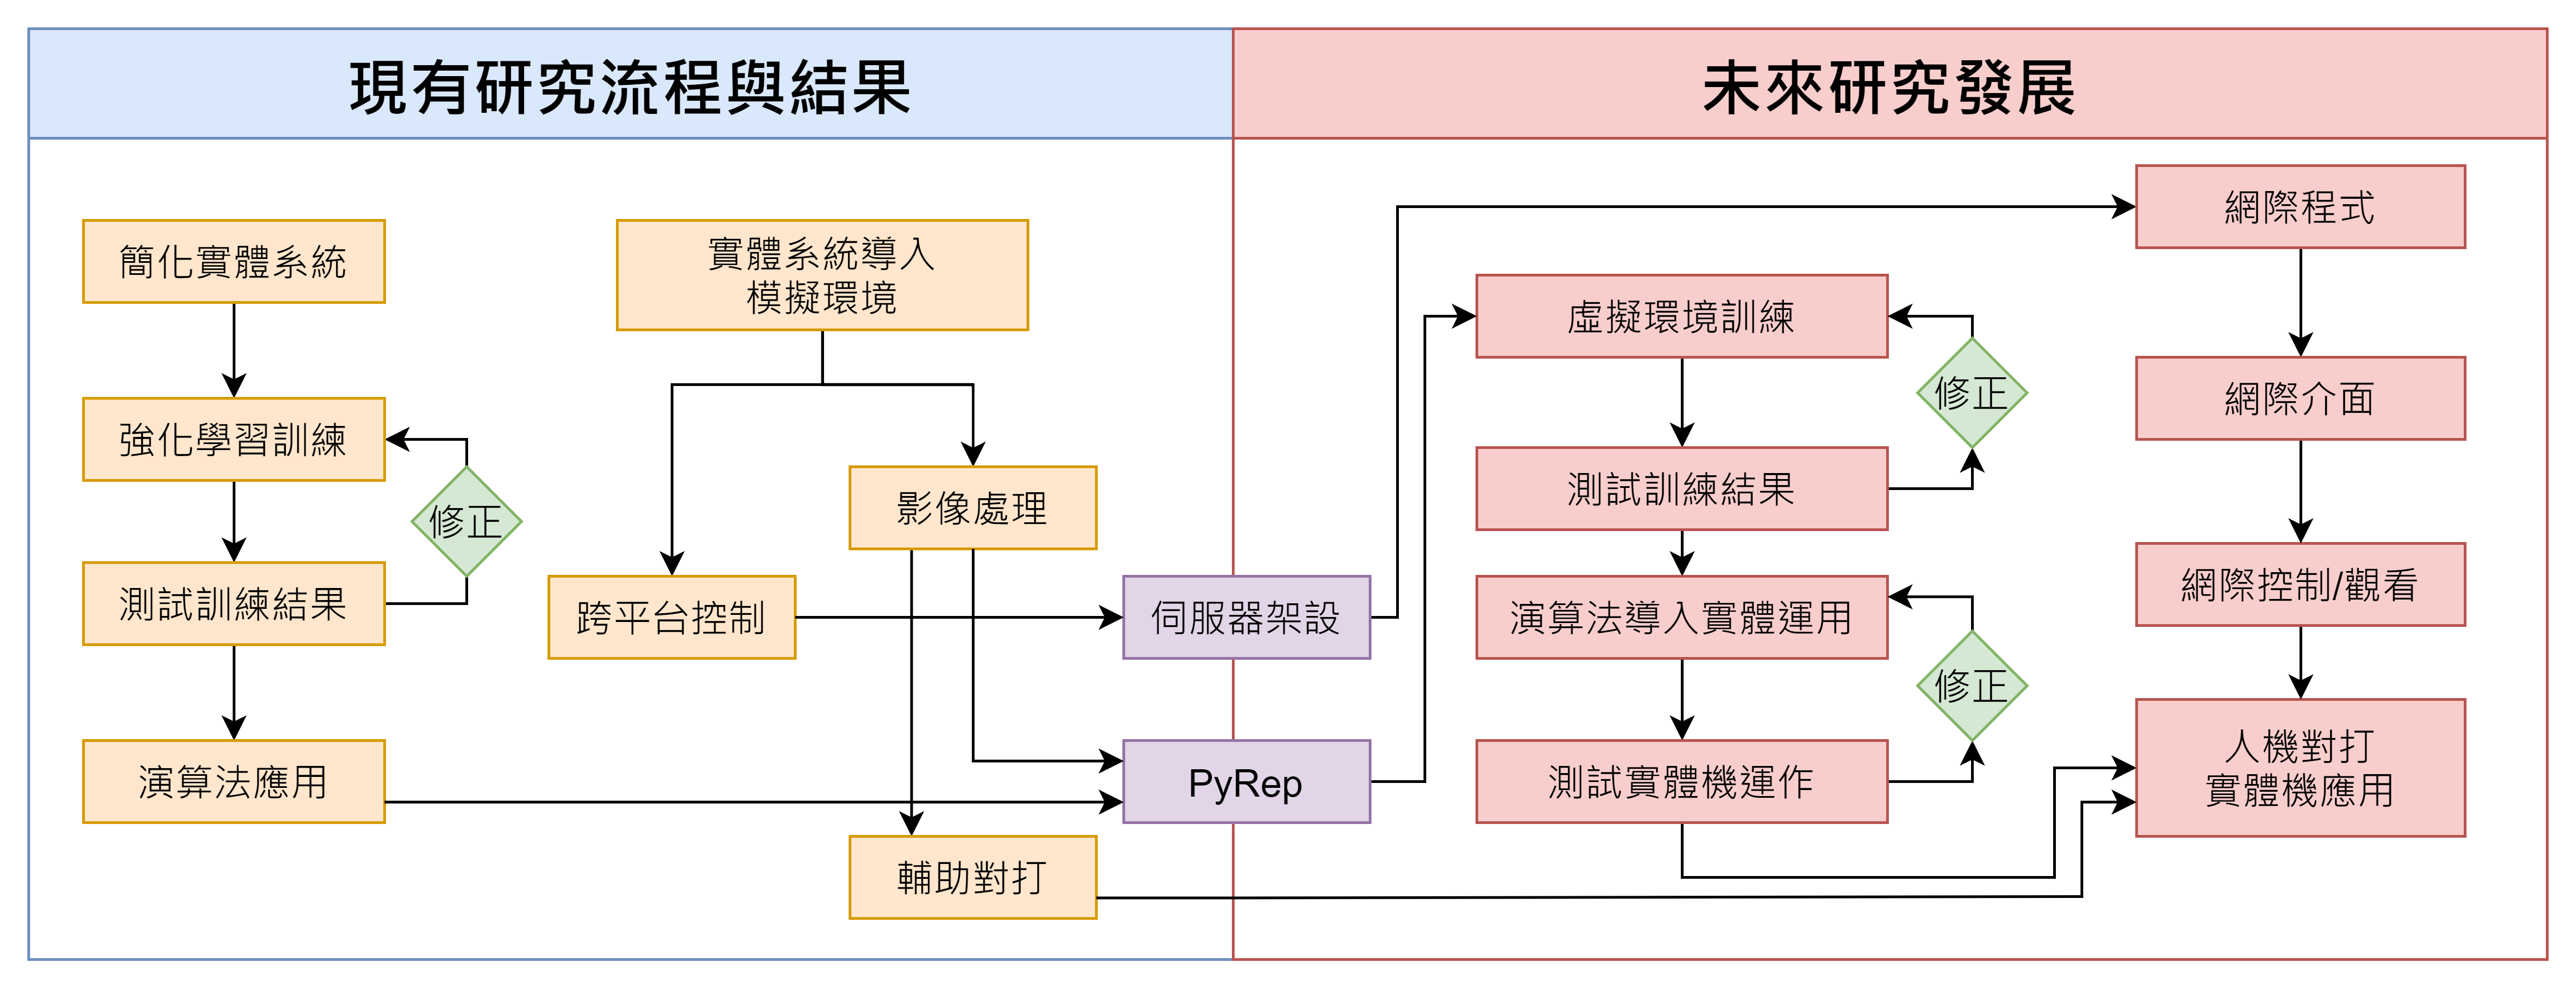 現有研究流程與結果
未來研究發展
簡化實體系統
強化學習訓練
修正
測試訓練結果
演算法應用
實體系統導入
模擬環境
影像處理
跨平台控制
輔助對打
伺服器架設
PyRep
虛擬環境訓練
修正
測試訓練結果
演算法導入實體運用
修正
測試實體機運作
網際程式
網際介面
網際控制/觀看
人機對打
實體機應用